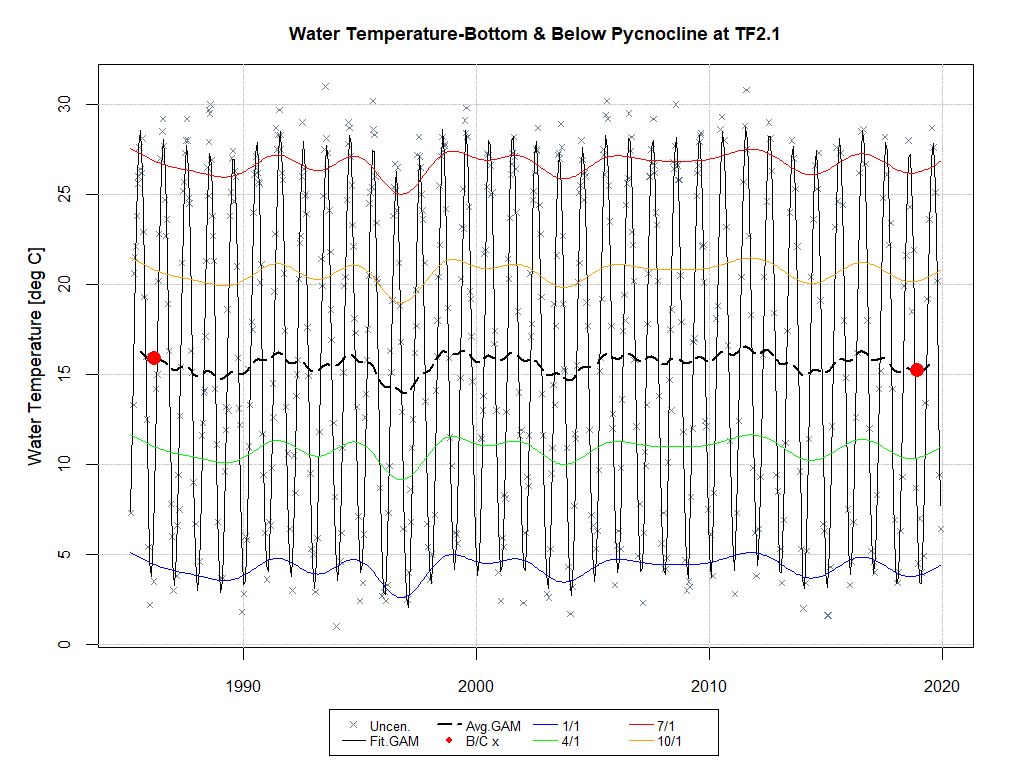 Water Temperature-Bottom & Below Pycnocline at TF2.1
Water Temperature [deg C]
30
25
20
15
10
5
0
1990 2000 2010 2020
Uncen. Avg.GAM 1/1 7/1
Fit.GAM B/C x 4/1 10/1